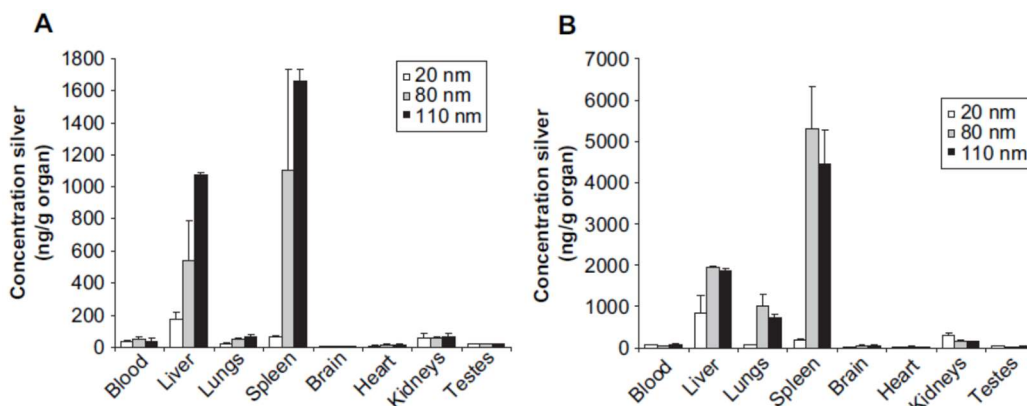 A
Concentration silver
(ng/g organ)
1800
1600
1400
1200
1000
800
600
400
200
0
20 nm
80 nm
110 nm
Blood
Liver
Lungs
Spleen
Brain
Heart
Kidneys
Testes
B
Concentration silver
(ng/g organ)
7000
6000
5000
4000
3000
2000
1000
0
20 nm
80 nm
110 nm
Blood
Liver
Lungs
Spleen
Brain
Heart
Kidneys
Testes